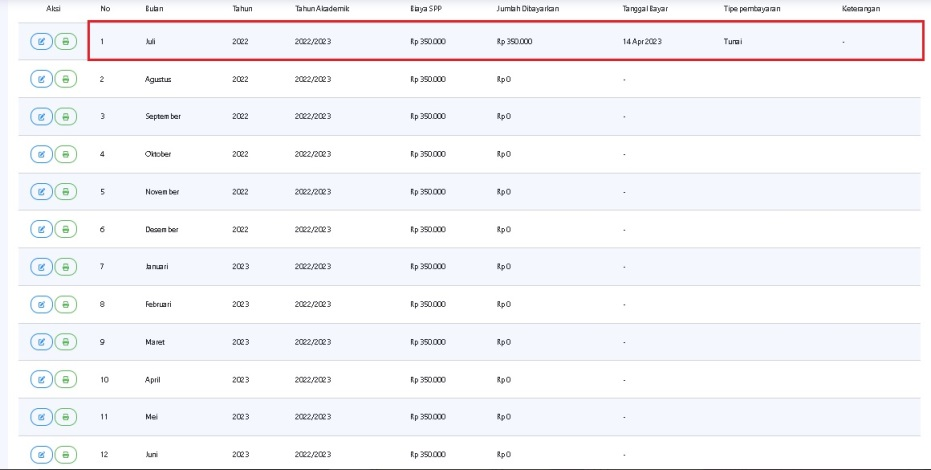 Aksi No Bulan Tahun Tahun Akademik Biaya SPP Jumlah Dibayarkan Tanggal Bayar Tipe pembayaran Keterangan
1 Juli 2022 2022/2023 Rp 350.000 Rp 350.000 14 Apr 2023 Tunai -
2 Agustus 2022 2022/2023 Rp 350.000 Rp 0 -
3 September 2022 2022/2023 Rp 350.000 Rp 0 -
4 Oktober 2022 2022/2023 Rp 350.000 Rp 0 -
5 November 2022 2022/2023 Rp 350.000 Rp 0 -
6 Desember 2022 2022/2023 Rp 350.000 Rp 0 -
7 Januari 2023 2022/2023 Rp 350.000 Rp 0 -
8 Februari 2023 2022/2023 Rp 350.000 Rp 0 -
9 Maret 2023 2022/2023 Rp 350.000 Rp 0 -
10 April 2023 2022/2023 Rp 350.000 Rp 0 -
11 Mei 2023 2022/2023 Rp 350.000 Rp 0 -
12 Juni 2023 2022/2023 Rp 350.000 Rp 0 -